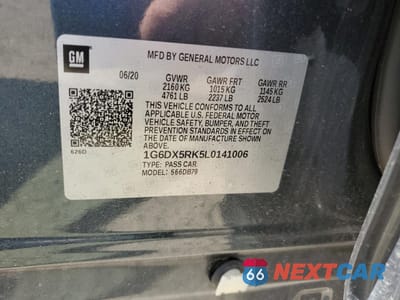 GM
MFD BY GENERAL MOTORS LLC
06/20 GVWR GAWR FRT GAWR RR
2160 KG 1015 KG 1145 KG
4761 LB 2237 LB 2524 LB
THIS VEHICLE CONFORMS TO ALL
APPLICABLE U.S. FEDERAL MOTOR
VEHICLE SAFETY, BUMPER, AND THEFT
PREVENTION STANDARDS IN EFFECT ON
THE DATE OF MANUFACTURE SHOWN
ABOVE.
626D
1G6DX5RK5L0141006
TYPE: PASS CAR
MODEL: 566DB79
66 NEXTCAR